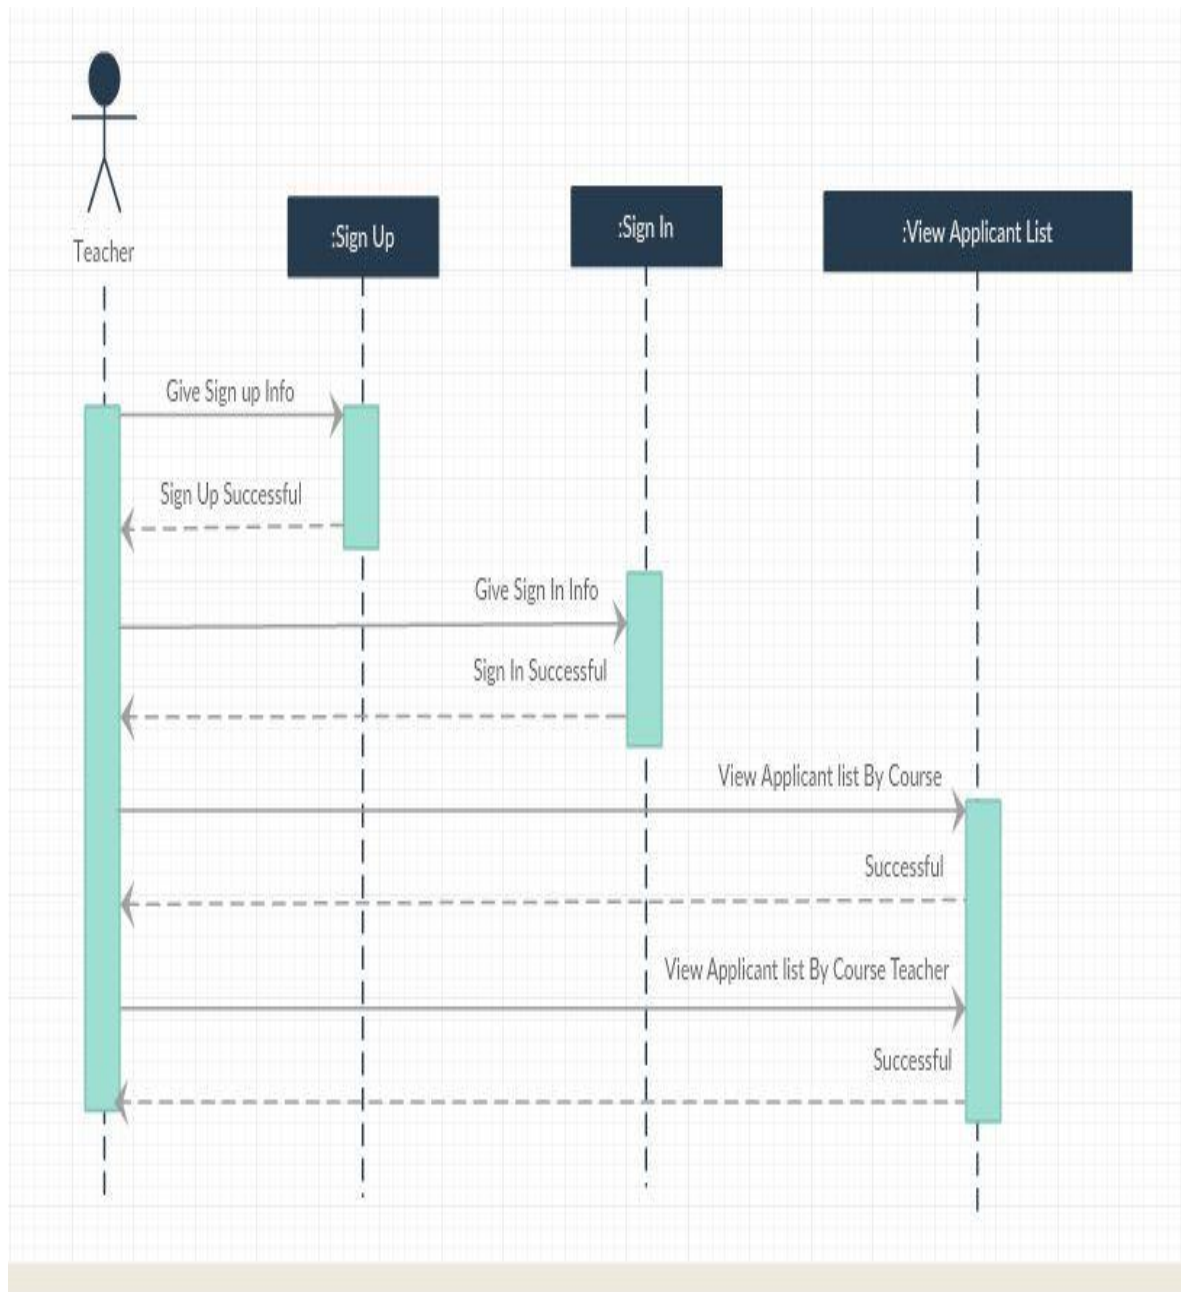 Teacher
:Sign Up
:Sign In
:View Applicant List
Give Sign up Info
Sign Up Successful
Give Sign In Info
Sign In Successful
View Applicant list By Course
Successful
View Applicant list By Course Teacher
Successful